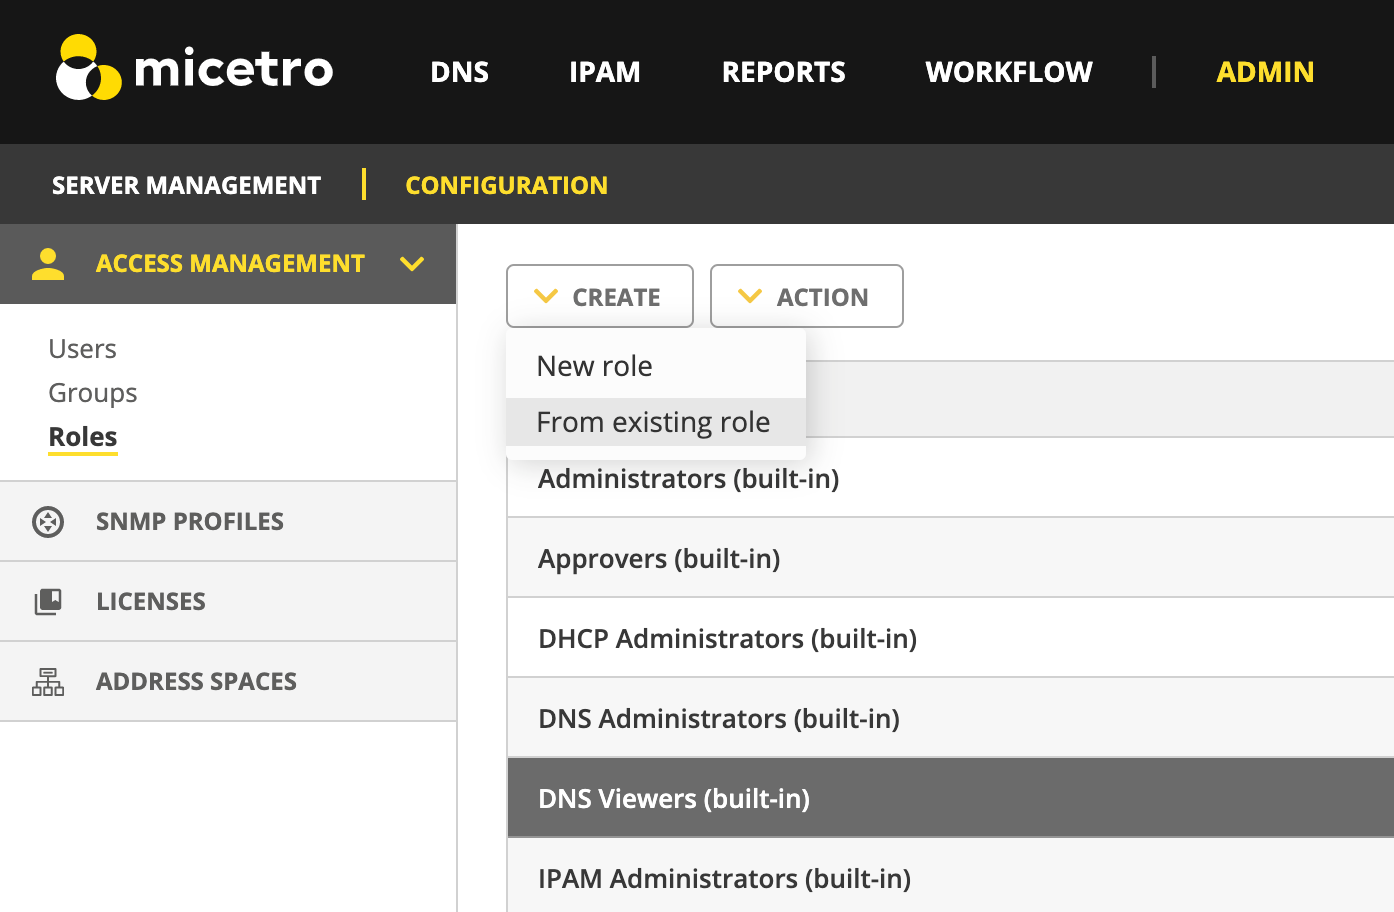 micetro DNS IPAM REPORTS WORKFLOW ADMIN
SERVER MANAGEMENT CONFIGURATION
ACCESS MANAGEMENT
Users
Groups
Roles
SNMP PROFILES
LICENSES
ADDRESS SPACES
CREATE ACTION
New role
From existing role
Administrators (built-in)
Approvers (built-in)
DHCP Administrators (built-in)
DNS Administrators (built-in)
DNS Viewers (built-in)
IPAM Administrators (built-in)